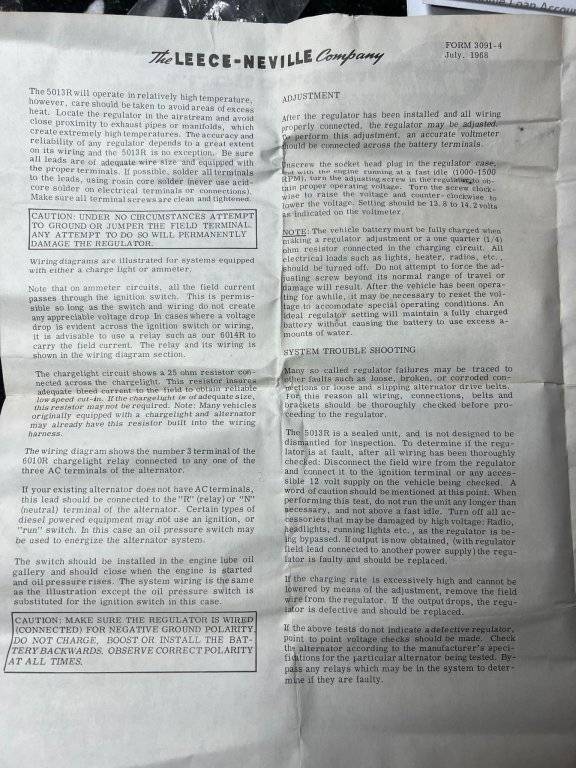 Loan Accou
The LEECE-NEVILLE Company
FORM 3091-4
July, 1968
The 5013R will operate in relatively high temperature,
however, care should be taken to avoid areas of excess
heat. Locate the regulator in the airstream and avoid
close proximity to exhaust pipes or manifolds, which
create extremely high temperatures. The accuracy and
reliability of any regulator depends to a great extent
on its wiring and the 5013R is no exception. Be sure
all leads are of adequate wire size and equipped with
the proper terminals. If possible, solder all terminals
to the leads, using rosin core solder (never use acid-
core solder on electrical terminals or connections).
Make sure all terminal screws are clean and tightened.
CAUTION: UNDER NO CIRCUMSTANCES ATTEMPT
TO GROUND OR JUMPER THE FIELD TERMINAL.
ANY ATTEMPT TO DO SO WILL PERMANENTLY
DAMAGE THE REGULATOR.
Wiring diagrams are illustrated for systems equipped
with either a charge light or ammeter.
Note that on ammeter circuits, all the field current
passes through the ignition switch. This is permis-
sible so long as the switch and wiring do not create
any appreciable voltage drop. In cases where a voltage
drop is evident across the ignition switch or wiring,
it is advisable to use a relay such as our 6014R to
carry the field current. The relay and its wiring is
shown in the wiring diagram section.
The chargelight circuit shows a 25 ohm resistor con-
nected across the chargelight. This resistor insures
adequate bleed current to the field to obtain reliable
low speed cut-in. If the chargelight is of adequate size,
this resistor may not be required. Note: Many vehicles
originally equipped with a chargelight and alternator
may already have this resistor built into the wiring
harness.
The wiring diagram shows the number 3 terminal of the
6010R chargelight relay connected to any one of the
three AC terminals of the alternator.
If your existing alternator does not have AC terminals,
this lead should be connected to the "R" (relay) or "N"
(neutral) terminal of the alternator. Certain types of
diesel powered equipment may not use an ignition, or
"run" switch. In this case an oil pressure switch may
be used to energize the alternator system.
The switch should be installed in the engine lube oil
gallery and should close when the engine is started
and oil pressure rises. The system wiring is the same
as the illustration except the oil pressure switch is
substituted for the ignition switch in this case.
CAUTION: MAKE SURE THE REGULATOR IS WIRED
(CONNECTED) FOR NEGATIVE GROUND POLARITY.
DO NOT CHARGE, BOOST OR INSTALL THE BAT-
TERY BACKWARDS. OBSERVE CORRECT POLARITY
AT ALL TIMES.
ADJUSTMENT
After the regulator has been installed and all wiring
properly connected, the regulator may be adjusted.
To perform this adjustment, an accurate voltmeter
should be connected across the battery terminals.
Unscrew the socket head plug in the regulator case,
and with the engine running at a fast idle (1000-1500
RPM), turn the adjusting screw in the regulator to ob-
tain proper operating voltage. Turn the screw clock-
wise to raise the voltage and counter-clockwise to
lower the voltage. Setting should be 13.8 to 14.2 volts
as indicated on the voltmeter.
NOTE: The vehicle battery must be fully charged when
making a regulator adjustment or a one quarter (1/4)
ohm resistor connected in the charging circuit. All
electrical loads such as lights, heater, radios, etc.,
should be turned off. Do not attempt to force the ad-
justing screw beyond its normal range of travel or
damage will result. After the vehicle has been opera-
ting for awhile, it may be necessary to reset the vol-
tage to accomodate special operating conditions. An
ideal regulator setting will maintain a fully charged
battery without causing the battery to use excess a-
mounts of water.
SYSTEM TROUBLE SHOOTING
Many so called regulator failures may be traced to
other faults such as loose, broken, or corroded con-
nections or loose and slipping alternator drive belts.
For this reason all wiring, connections, belts and
brackets should be thoroughly checked before pro-
ceeding to the regulator.
The 5013R is a sealed unit, and is not designed to be
dismantled for inspection. To determine if the regu-
lator is at fault, after all wiring has been thoroughly
checked: Disconnect the field wire from the regulator
and connect it to the ignition terminal or any acces-
sible 12 volt supply on the vehicle being checked. A
word of caution should be mentioned at this point. When
performing this test, do not run the unit any longer than
necessary, and not above a fast idle. Turn off all ac-
cessories that may be damaged by high voltage: Radio,
headlights, running lights etc., as the regulator is be-
ing bypassed. If output is now obtained, (with regulator
field lead connected to another power supply) the regu-
lator is faulty and should be replaced.
If the charging rate is excessively high and cannot be
lowered by means of the adjustment, remove the field
wire from the regulator. If the output drops, the regu-
lator is defective and should be replaced.
If the above tests do not indicate a defective regulator,
point to point voltage checks should be made. Check
the alternator according to the manufacturer's speci-
fications for the particular alternator being tested. By-
pass any relays which may be in the system to deter-
mine if they are faulty.